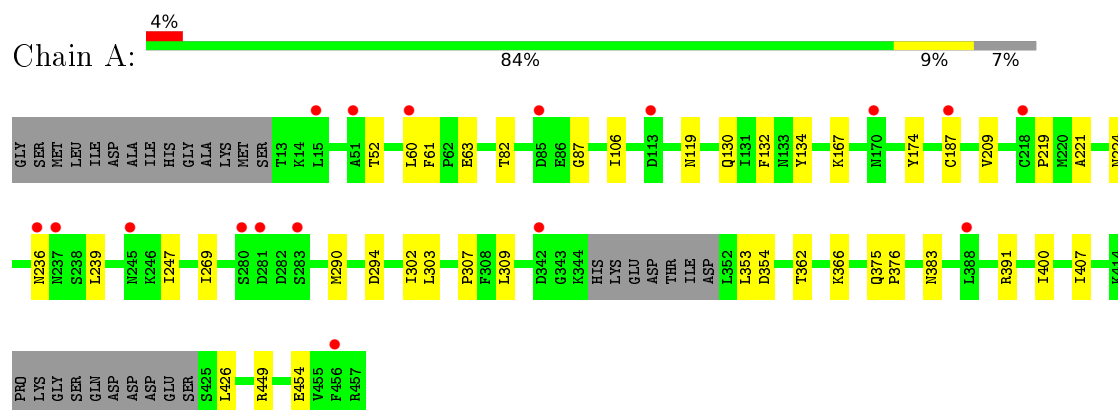 4%
Chain A:
84% 9% 7%
GLY SER MET LEU ILE ASP ALA ILE HIS GLY ALA LYS MET SER T13 K14 L15 A51 T52 L60 F61 P62 E63 T82 D85 E86 G87 I106 D113 N119 Q130 I131 F132 N133 Y134 K167 N170 Y174 C187 V209 C218 P219 M220 A221 N224
N236 N237 S238 L239 N245 K246 I247 I269 S280 D281 D282 S283 M290 D294 I302 L303 P307 F308 L309 D342 G343 K344 HIS LYS GLU ASP THR ILE ASP L352 L353 D354 T362 K366 Q375 P376 N383 L388 R391 I400 I407 K414
PRO LYS GLY SER GLN ASP ASP ASP GLU SER S425 L426 R449 E454 V455 F456 R457